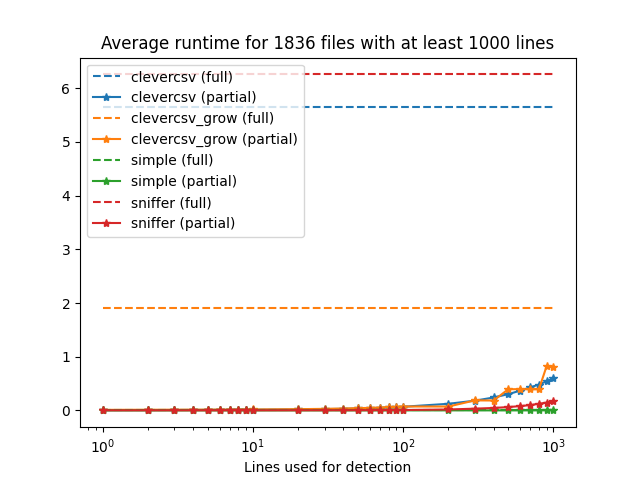 Average runtime for 1836 files with at least 1000 lines
clevercsv (full)
clevercsv (partial)
clevercsv_grow (full)
clevercsv_grow (partial)
simple (full)
simple (partial)
sniffer (full)
sniffer (partial)
6
5
4
3
2
1
0
10⁰ 10¹ 10² 10³
Lines used for detection